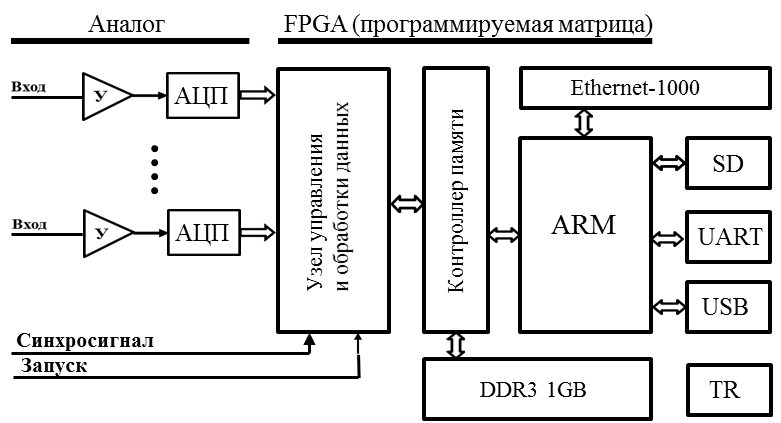 Аналог
FPGA (программируемая матрица)
Вход
У
АЦП
Вход
У
АЦП
Синхросигнал
Запуск
Узел управления
и обработки данных
Контроллер памяти
Ethernet-1000
ARM
SD
UART
USB
DDR3 1GB
TR